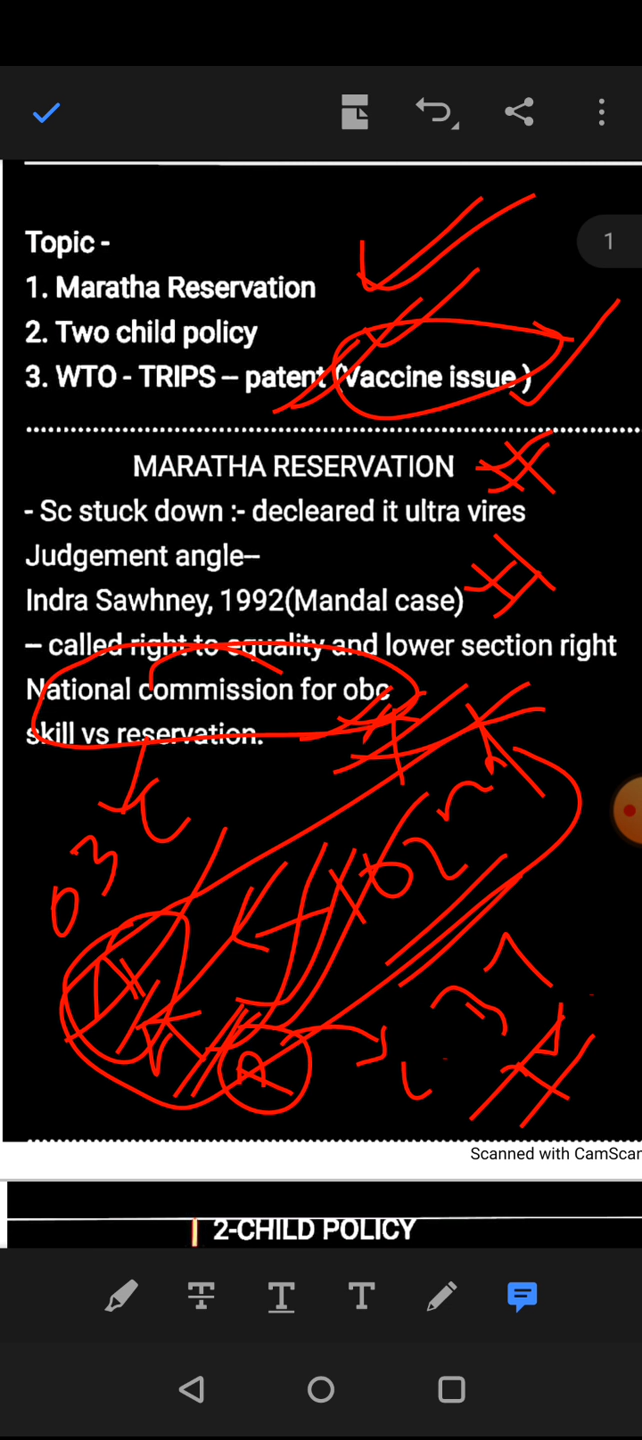 1
Topic -
1. Maratha Reservation
2. Two child policy
3. WTO - TRIPS – patent (Vaccine issue )
MARATHA RESERVATION
- Sc stuck down :- decleared it ultra vires
Judgement angle–
Indra Sawhney, 1992(Mandal case)
– called right to equality and lower section right
National commission for obc
skill vs reservation.
Scanned with CamScan
2-CHILD POLICY